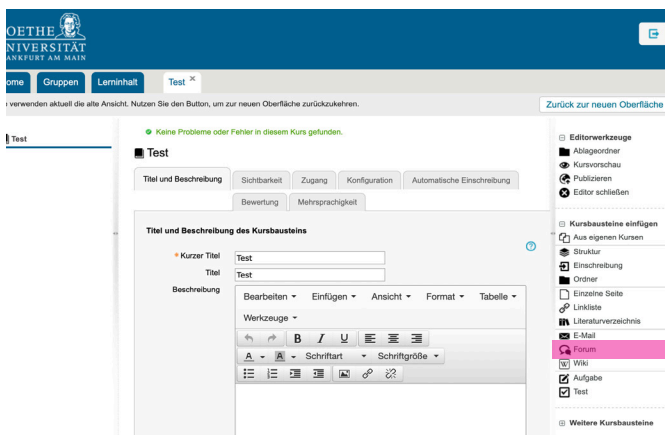 OETHE
NIVERSITÄT
ANKFURT AM MAIN
ome Gruppen Lerninhalt Test ×
verwenden aktuell die alte Ansicht. Nutzen Sie den Button, um zur neuen Oberfläche zurückzukehren.
Zurück zur neuen Oberfläche
Test
Keine Probleme oder Fehler in diesem Kurs gefunden.
Test
Titel und Beschreibung Sichtbarkeit Zugang Konfiguration Automatische Einschreibung
Bewertung Mehrsprachigkeit
Titel und Beschreibung des Kursbausteins
* Kurzer Titel Test
Titel Test
Beschreibung
Bearbeiten Einfügen Ansicht Format Tabelle
Werkzeuge
B I U
A A Schriftart Schriftgröße
Editorwerkzeuge
Ablageordner
Kursvorschau
Publizieren
Editor schließen
Kursbausteine einfügen
Aus eigenen Kursen
Struktur
Einschreibung
Ordner
Einzelne Seite
Linkliste
Literaturverzeichnis
E-Mail
Forum
W Wiki
Aufgabe
Test
Weitere Kursbausteine